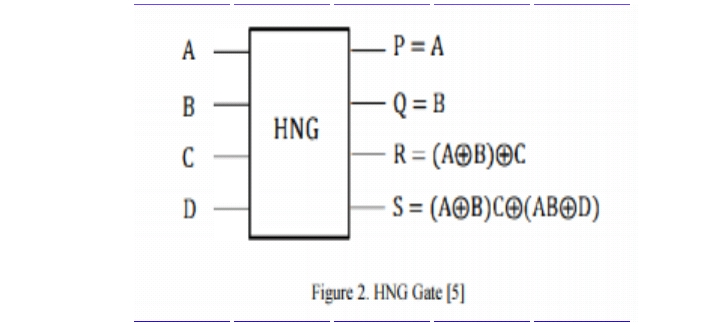 A P = A
B Q = B
HNG
C R = (A⊕B)⊕C
D S = (A⊕B)C⊕(AB⊕D)
Figure 2. HNG Gate [5]